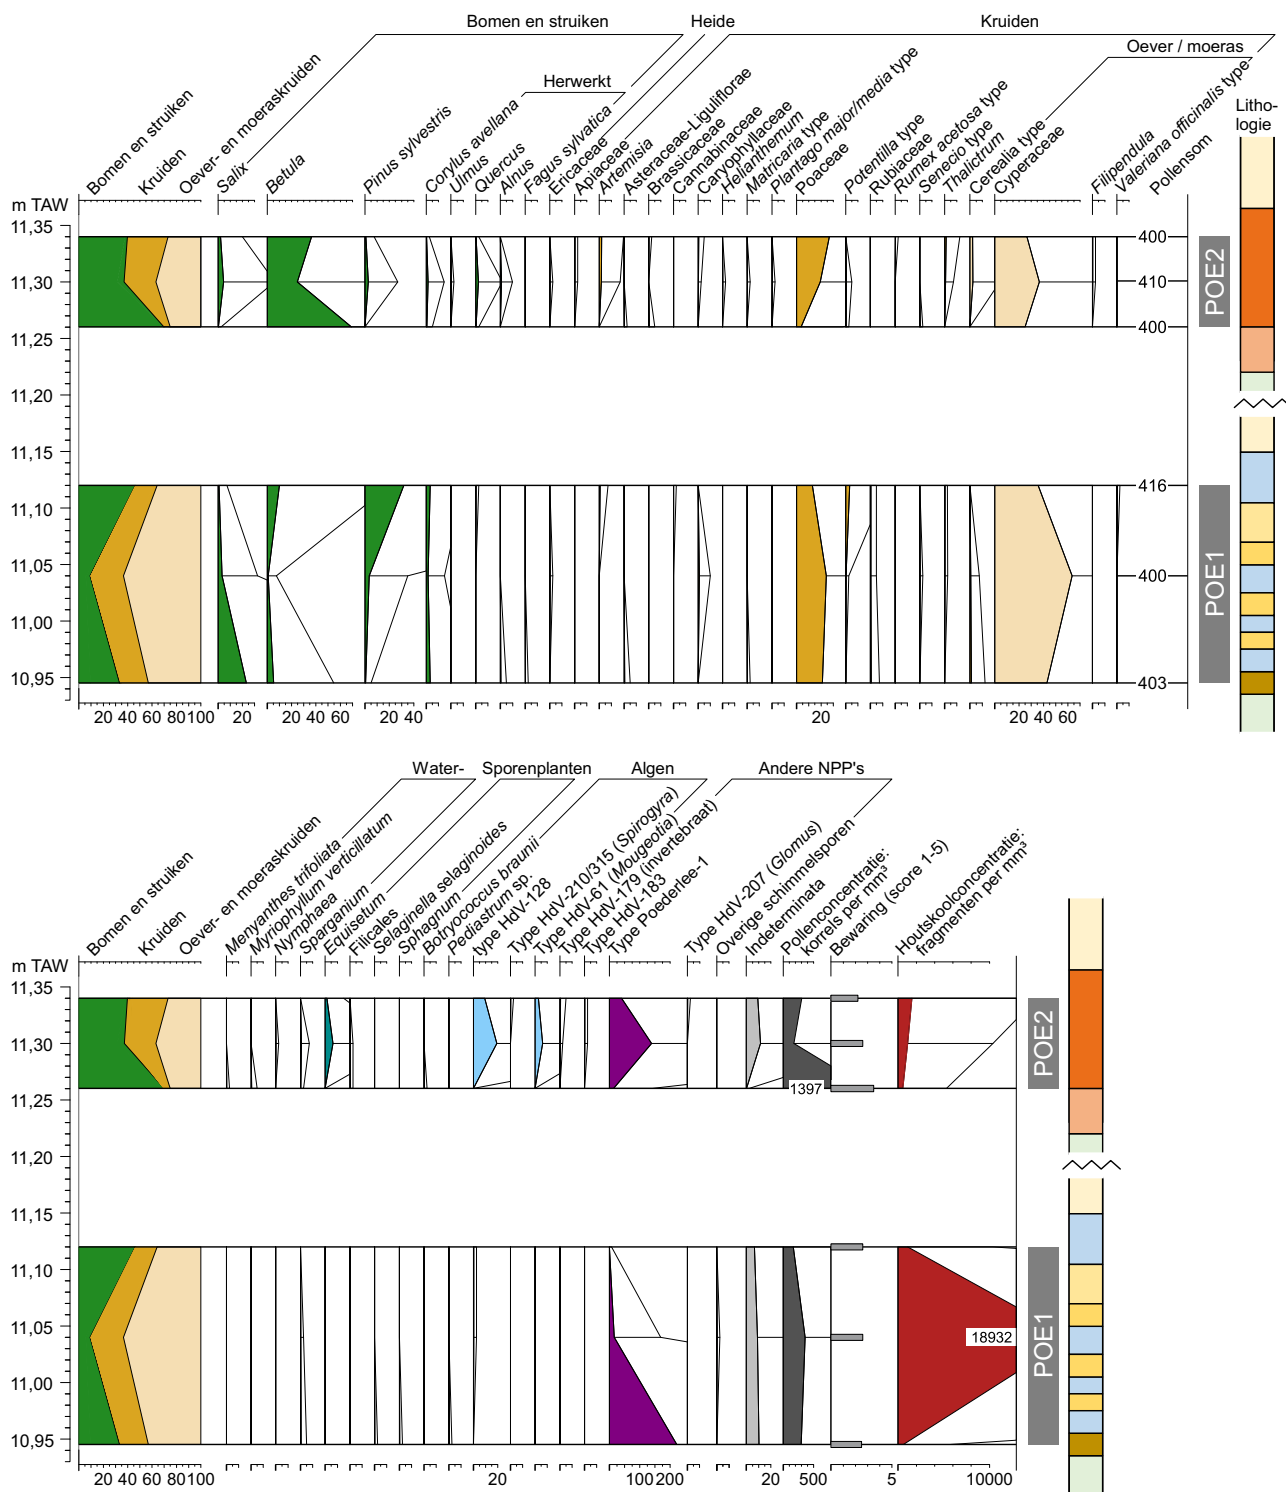 Bomen en struiken
Heide
Kruiden
Oever / moeras
Herwerkt
Bomen en struiken
Kruiden
Oever- en moeraskruiden
Salix
Betula
Pinus sylvestris
Corylus avellana
Ulmus
Quercus
Alnus
Fagus sylvatica
Ericaceae
Apiaceae
Artemisia
Asteraceae-Liguliflorae
Brassicaceae
Cannabinaceae
Caryophyllaceae
Helianthemum
Matricaria type
Plantago major/media type
Poaceae
Potentilla type
Rubiaceae
Rumex acetosa type
Senecio type
Thalictrum
Cerealia type
Cyperaceae
Filipendula
Valeriana officinalis type
Pollensom
Litho-
logie
m TAW
11,35
11,30
11,25
11,20
11,15
11,10
11,05
11,00
10,95
400
410
400
416
400
403
POE2
POE1
20 40 60 80 100 20 20 40 60 20 40 20 20 40 60
Water-
Sporenplanten
Algen
Andere NPP's
Bomen en struiken
Kruiden
Oever- en moeraskruiden
Menyanthes trifoliata
Myriophyllum verticillatum
Nymphaea
Sparganium
Equisetum
Filicales
Selaginella selaginoides
Sphagnum
Botryococcus braunii
Pediastrum sp.
type HdV-128
Type HdV-210/315 (Spirogyra)
Type HdV-61 (Mougeotia)
Type HdV-179 (invertebraat)
Type HdV-183
Type Poederlee-1
Type HdV-207 (Glomus)
Overige schimmelsporen
Indeterminata
Pollenconcentratie:
korrels per mm³
Bewaring (score 1-5)
Houtskoolconcentratie:
fragmenten per mm³
m TAW
11,35
11,30
11,25
11,20
11,15
11,10
11,05
11,00
10,95
1397
18932
POE2
POE1
20 40 60 80 100 20 100 200 20 500 5 10000